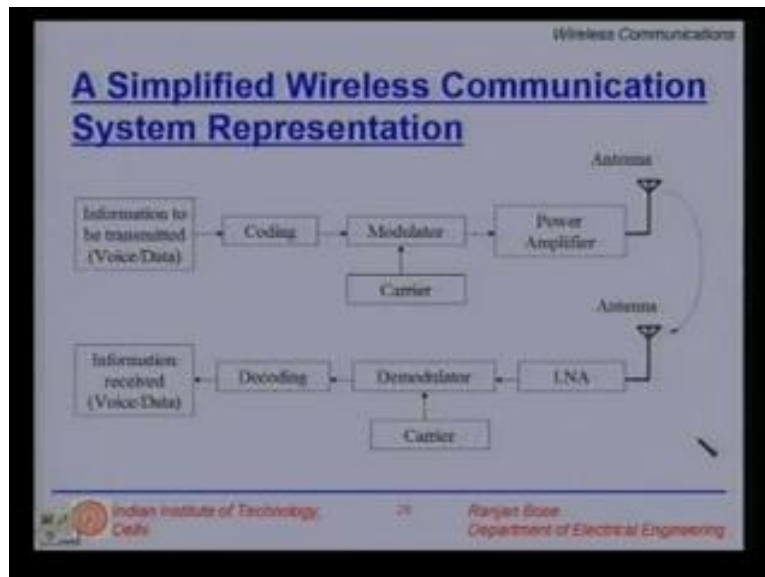 Wireless Communications
A Simplified Wireless Communication
System Representation
Antenna
Information to
be transmitted
(Voice/Data)
Coding
Modulator
Power
Amplifier
Carrier
Antenna
Information
received
(Voice/Data)
Decoding
Demodulator
LNA
Carrier
Indian Institute of Technology,
Delhi
Ranjan Bose
Department of Electrical Engineering